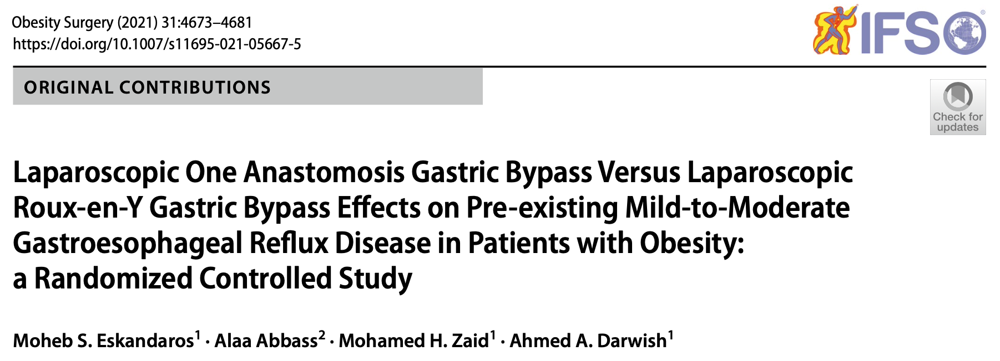 Obesity Surgery (2021) 31:4673–4681
https://doi.org/10.1007/s11695-021-05667-5
IFSO®
ORIGINAL CONTRIBUTIONS
Check for
updates
Laparoscopic One Anastomosis Gastric Bypass Versus Laparoscopic
Roux-en-Y Gastric Bypass Effects on Pre-existing Mild-to-Moderate
Gastroesophageal Reflux Disease in Patients with Obesity:
a Randomized Controlled Study
Moheb S. Eskandaros¹ · Alaa Abbass² · Mohamed H. Zaid¹ · Ahmed A. Darwish¹